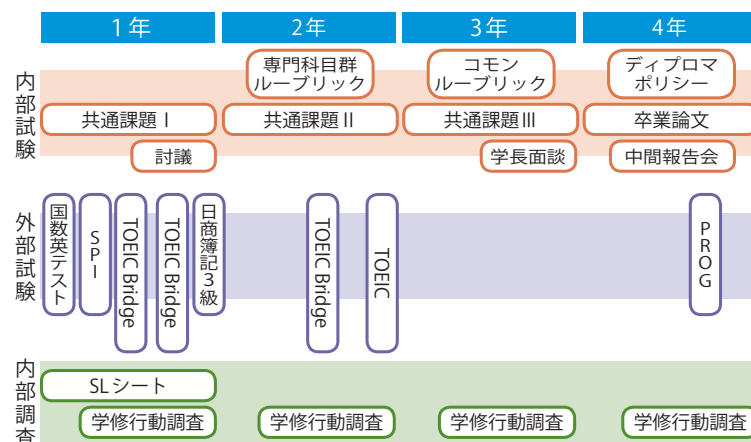 1年
2年
3年
4年
内部試験
専門科目群
ルーブリック
コモン
ルーブリック
ディプロマ
ポリシー
共通課題Ⅰ
共通課題Ⅱ
共通課題Ⅲ
卒業論文
討議
学長面談
中間報告会
外部試験
国数英テスト
SPI
TOEIC Bridge
TOEIC Bridge
日商簿記3級
TOEIC Bridge
TOEIC
PROG
内部調査
SLシート
学修行動調査
学修行動調査
学修行動調査
学修行動調査